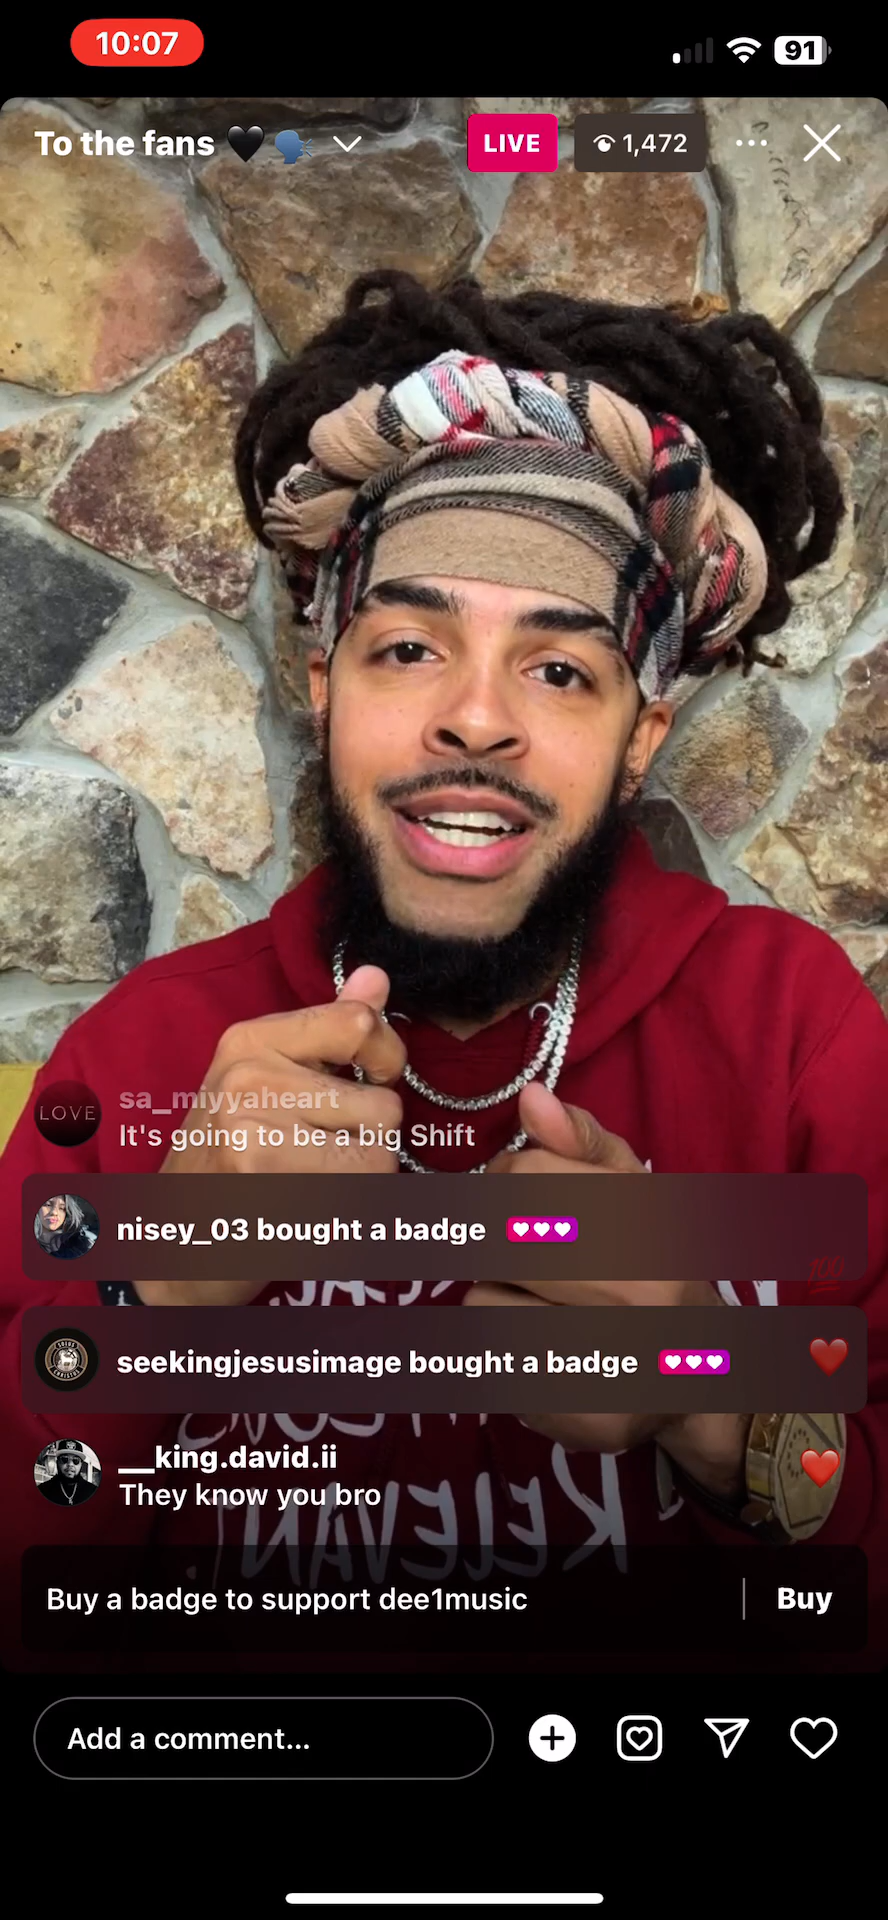 10:07
91
To the fans 🖤 🗣️
LIVE
1,472
LOVE
sa_miyyaheart
It's going to be a big Shift
nisey_03 bought a badge
💯
REAL,
seekingjesusimage bought a badge
__king.david.ii
They know you bro
RELEVANT.
Buy a badge to support dee1music
Buy
Add a comment...